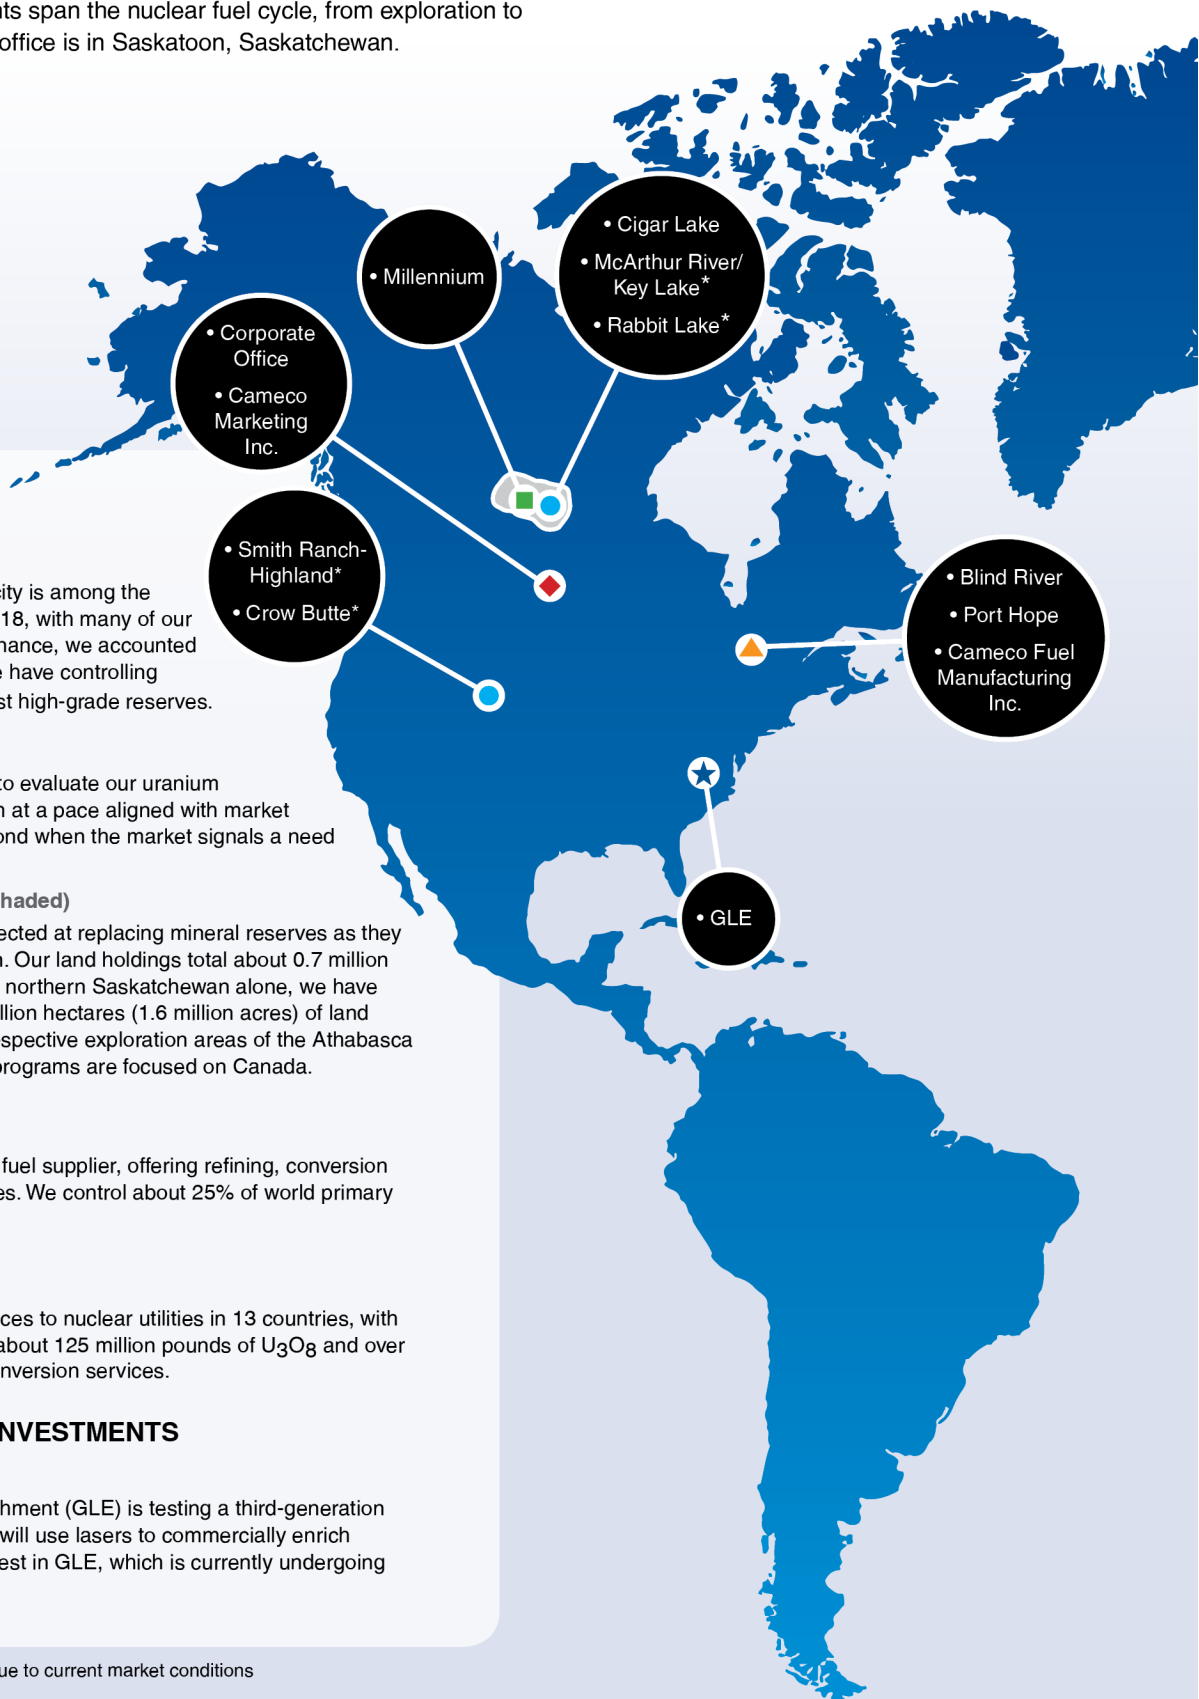 nts span the nuclear fuel cycle, from exploration to
office is in Saskatoon, Saskatchewan.
• Cigar Lake
• McArthur River/
Key Lake*
• Rabbit Lake*
• Millennium
• Corporate
Office
• Cameco
Marketing
Inc.
• Smith Ranch-
Highland*
• Crow Butte*
• Blind River
• Port Hope
• Cameco Fuel
Manufacturing
Inc.
• GLE
city is among the
18, with many of our
nance, we accounted
e have controlling
st high-grade reserves.
to evaluate our uranium
n at a pace aligned with market
ond when the market signals a need
haded)
ected at replacing mineral reserves as they
n. Our land holdings total about 0.7 million
northern Saskatchewan alone, we have
llion hectares (1.6 million acres) of land
spective exploration areas of the Athabasca
programs are focused on Canada.
fuel supplier, offering refining, conversion
es. We control about 25% of world primary
ces to nuclear utilities in 13 countries, with
about 125 million pounds of U3O8 and over
nversion services.
NVESTMENTS
hment (GLE) is testing a third-generation
will use lasers to commercially enrich
est in GLE, which is currently undergoing
ue to current market conditions